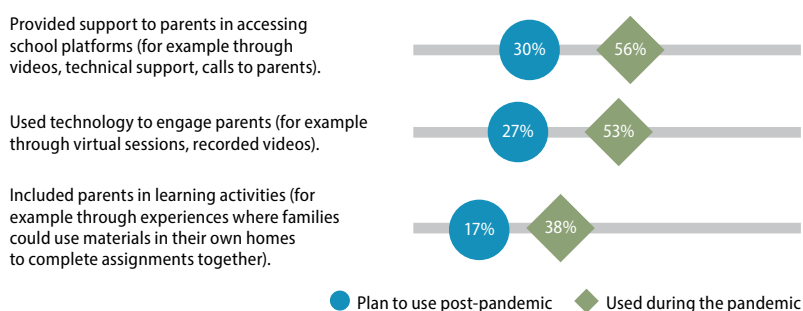 Provided support to parents in accessing
school platforms (for example through
videos, technical support, calls to parents).
30%
56%
Used technology to engage parents (for example
through virtual sessions, recorded videos).
27%
53%
Included parents in learning activities (for
example through experiences where families
could use materials in their own homes
to complete assignments together).
17%
38%
Plan to use post-pandemic
Used during the pandemic